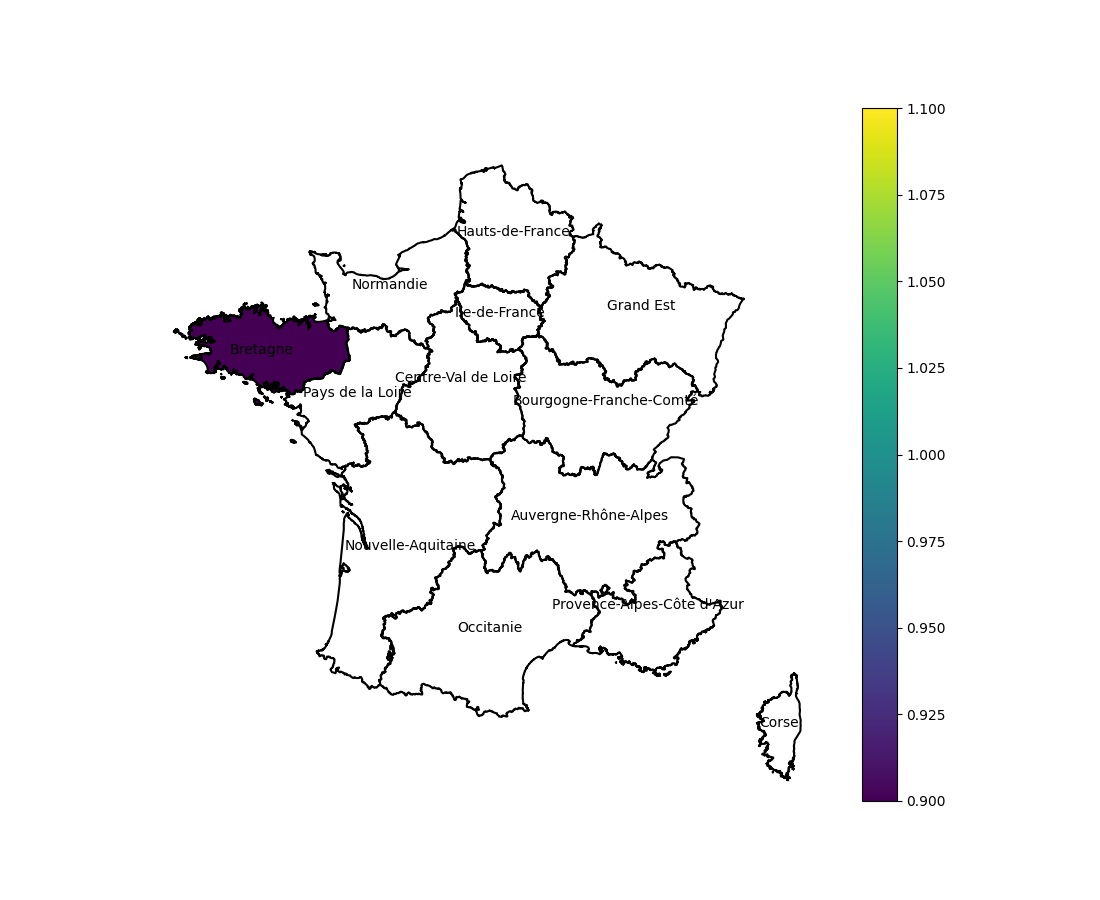 Hauts-de-France
Normandie
Grand Est
Île-de-France
Bretagne
Centre-Val de Loire
Pays de la Loire
Bourgogne-Franche-Comté
Auvergne-Rhône-Alpes
Nouvelle-Aquitaine
Provence-Alpes-Côte d'Azur
Occitanie
Corse
1.100
1.075
1.050
1.025
1.000
0.975
0.950
0.925
0.900